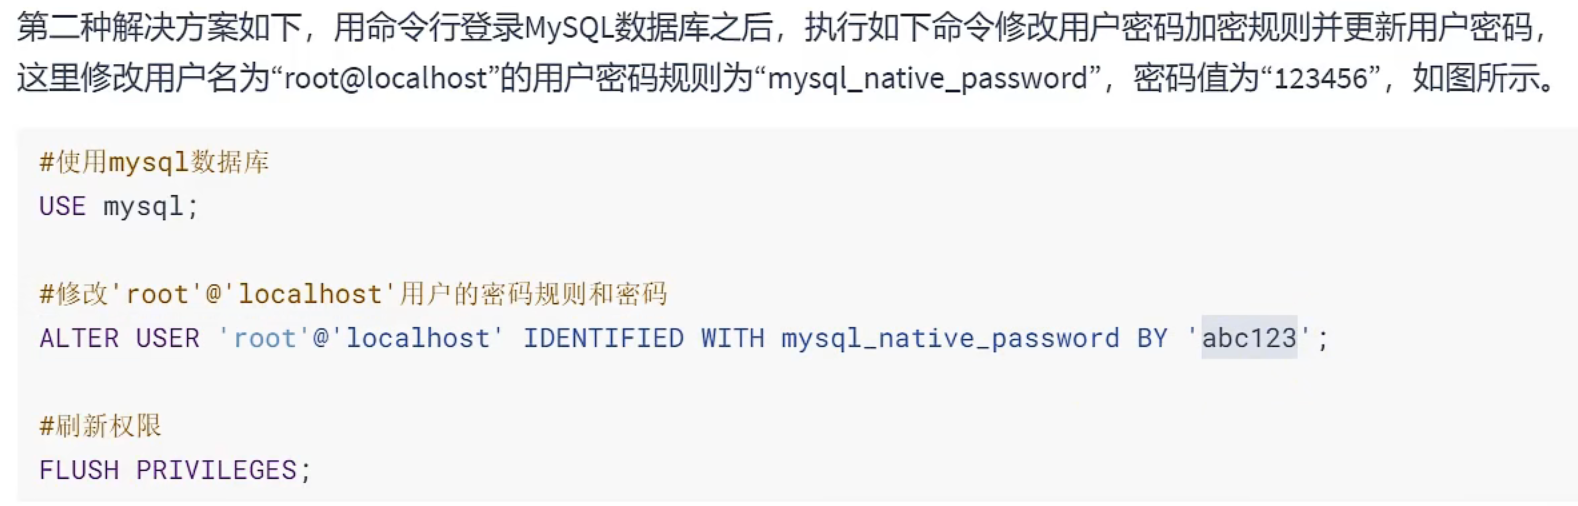 第二种解决方案如下，用命令行登录MySQL数据库之后，执行如下命令修改用户密码加密规则并更新用户密码，
这里修改用户名为“root@localhost”的用户密码规则为“mysql_native_password”，密码值为“123456”，如图所示。
#使用mysql数据库
USE mysql;
#修改'root'@'localhost'用户的密码规则和密码
ALTER USER 'root'@'localhost' IDENTIFIED WITH mysql_native_password BY 'abc123';
#刷新权限
FLUSH PRIVILEGES;